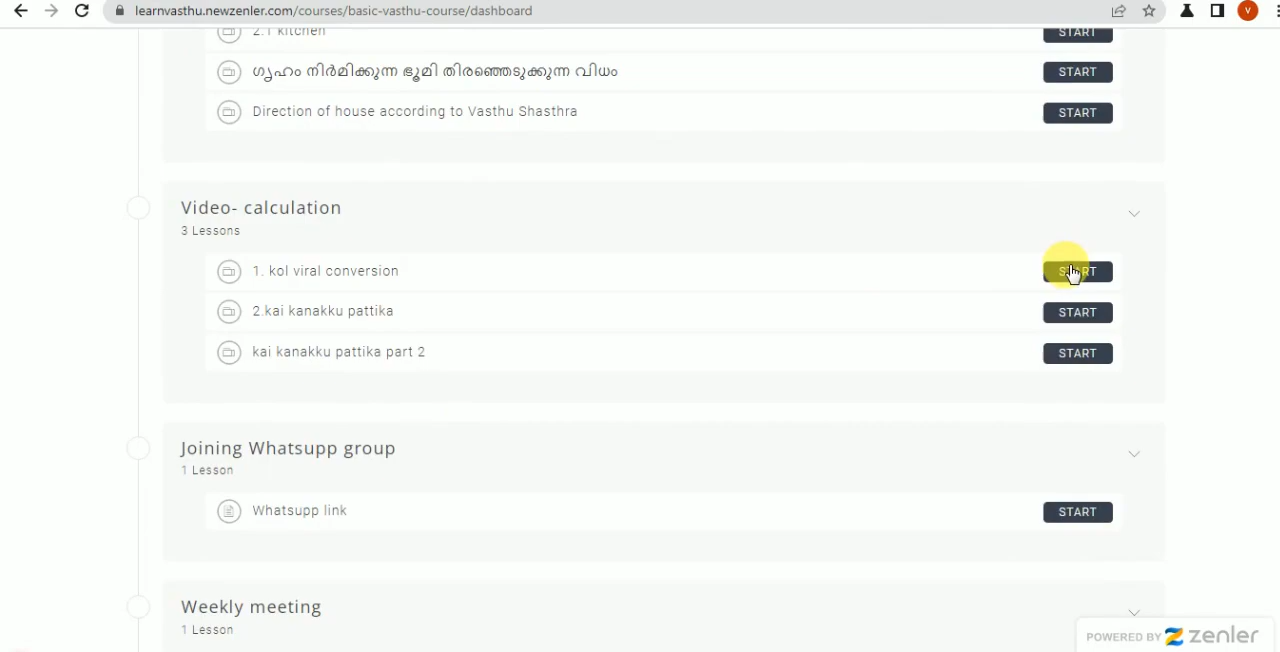 learnvasthu.newzenler.com/courses/basic-vasthu-course/dashboard
V
2.1 kitchen
START
ഗൃഹം നിർമിക്കുന്ന ഭൂമി തിരഞ്ഞെടുക്കുന്ന വിധം
START
Direction of house according to Vasthu Shasthra
START
Video- calculation
3 Lessons
1. kol viral conversion
START
2.kai kanakku pattika
START
kai kanakku pattika part 2
START
Joining Whatsupp group
1 Lesson
Whatsupp link
START
Weekly meeting
1 Lesson
POWERED BY zenler